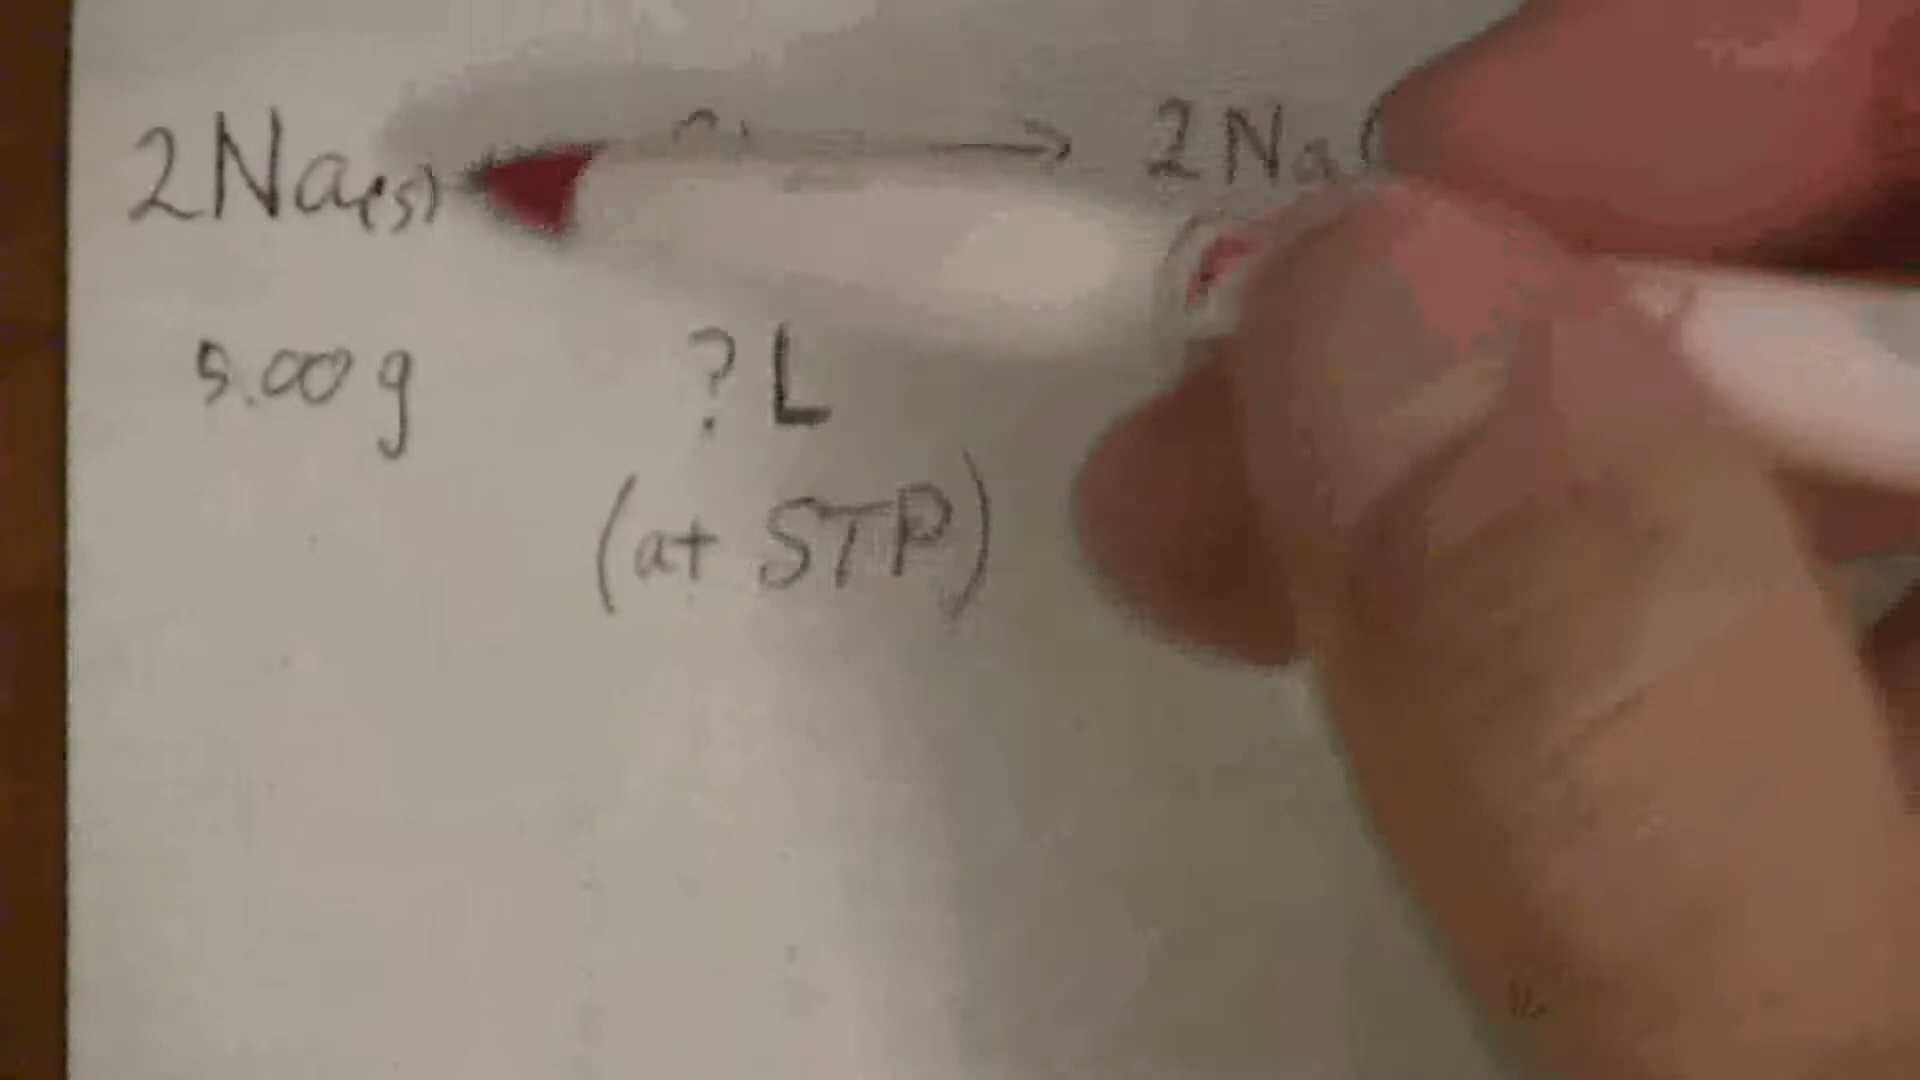 2Na(s) → 2Na
5.00 g ? L
(at STP)